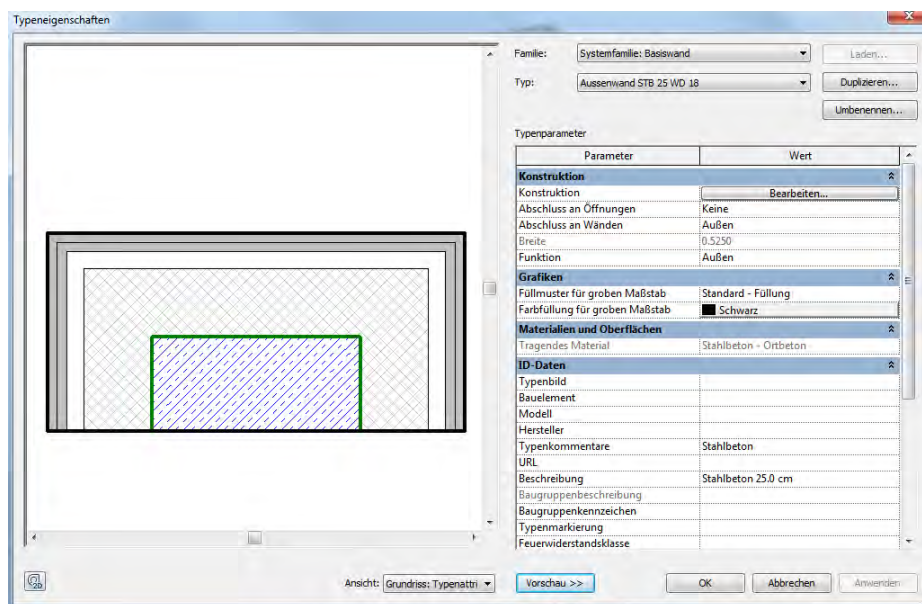 Typeneigenschaften
Familie: Systemfamilie: Basiswand Laden...
Typ: Aussenwand STB 25 WD 18 Duplizieren...
Umbenennen...
Typenparameter
Parameter Wert
Konstruktion
Konstruktion Bearbeiten...
Abschluss an Öffnungen Keine
Abschluss an Wänden Außen
Breite 0.5250
Funktion Außen
Grafiken
Füllmuster für groben Maßstab Standard - Füllung
Farbfüllung für groben Maßstab Schwarz
Materialien und Oberflächen
Tragendes Material Stahlbeton - Ortbeton
ID-Daten
Typenbild
Bauelement
Modell
Hersteller
Typenkommentare Stahlbeton
URL
Beschreibung Stahlbeton 25.0 cm
Baugruppenbeschreibung
Baugruppenkennzeichen
Typenmarkierung
Feuerwiderstandsklasse
2D Ansicht: Grundriss: Typenattri Vorschau >> OK Abbrechen Anwenden